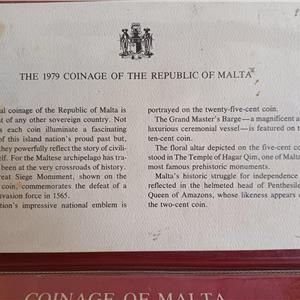 THE 1979 COINAGE OF THE REPUBLIC OF MALTA
al coinage of the Republic of Malta is
t of any other sovereign country. Not
s each coin illuminate a fascinating
of this island nation's proud past but,
they powerfully reflect the story of civili-
elf. For the Maltese archipelago has tra-
been at the very crossroads of history.
reat Siege Monument, shown on the
coin, commemorates the defeat of a
nvasion force in 1565.
tion's impressive national emblem is
portrayed on the twenty-five-cent coin.
The Grand Master's Barge—a magnificent a
luxurious ceremonial vessel—is featured on t
ten-cent coin.
The floral altar depicted on the five-cent co
stood in The Temple of Hagar Qim, one of Malta
most famous prehistoric monuments.
Malta's historic struggle for independence
reflected in the helmeted head of Penthesile
Queen of Amazons, whose likeness appears o
the two-cent coin.
COINAGE OF MALTA